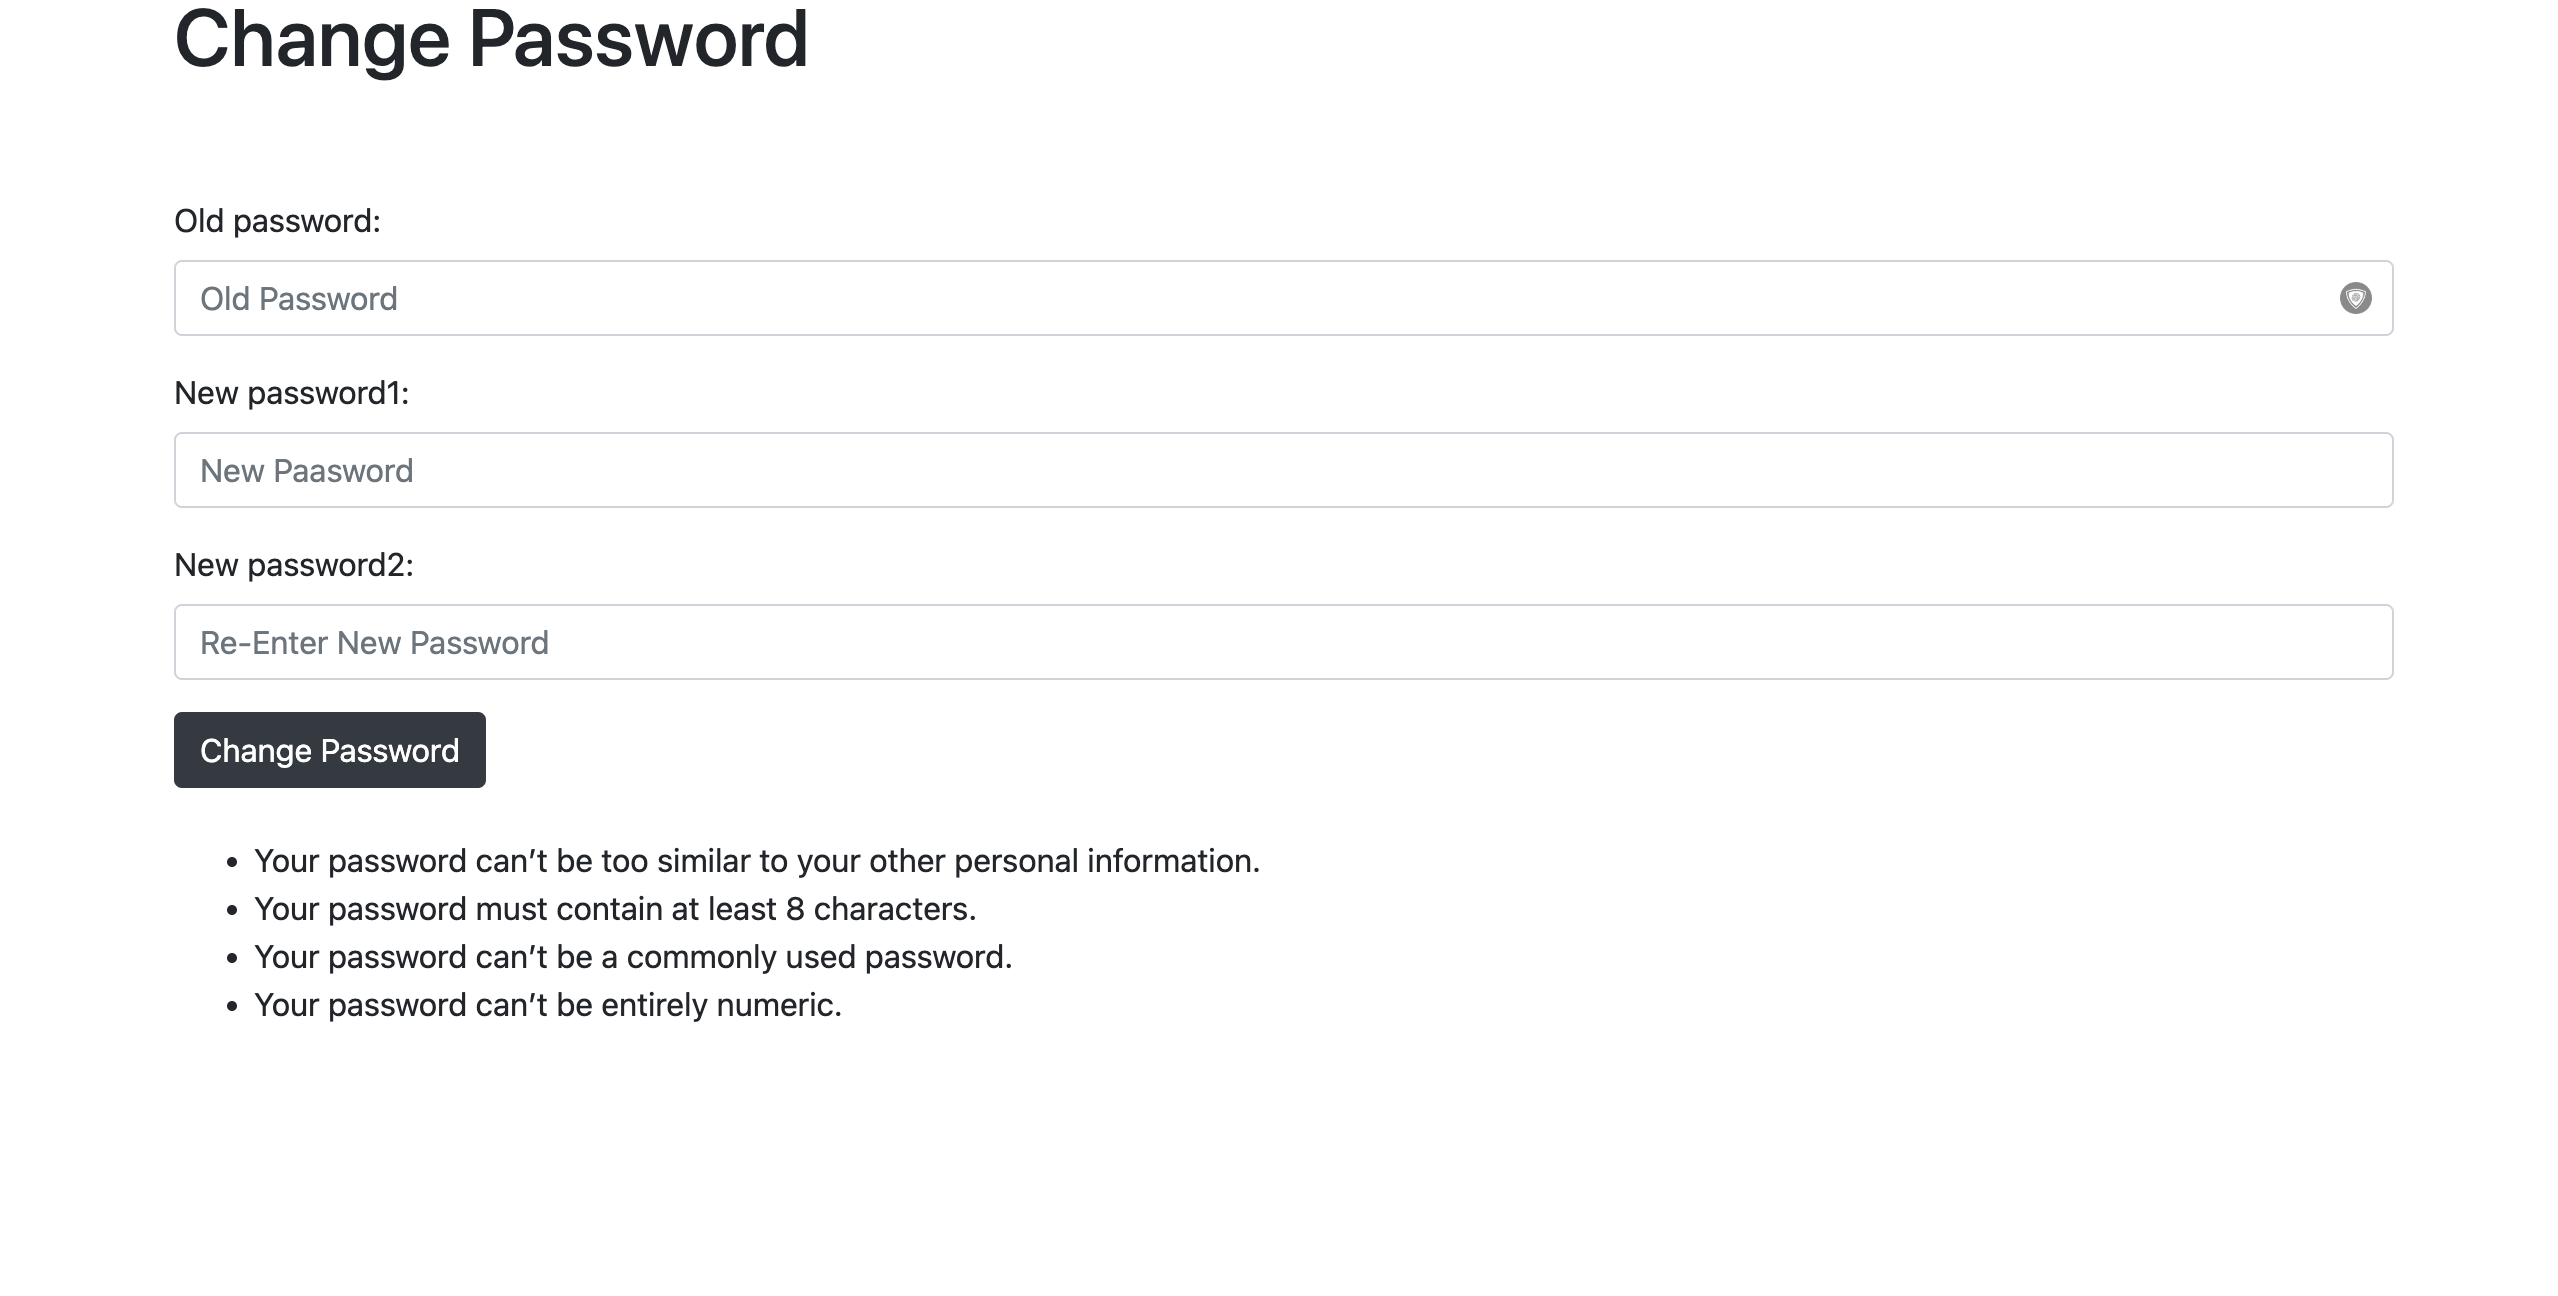 Change Password
Old password:
Old Password
New password1:
New Paasword
New password2:
Re-Enter New Password
Change Password
• Your password can’t be too similar to your other personal information.
• Your password must contain at least 8 characters.
• Your password can’t be a commonly used password.
• Your password can’t be entirely numeric.